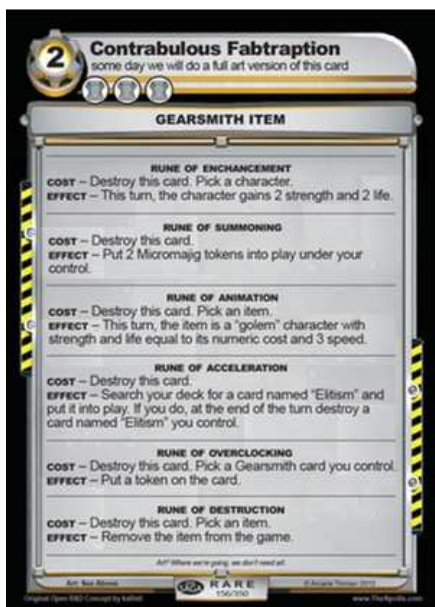 2
Contrabulous Fabtraption
some day we will do a full art version of this card
GEARSMITH ITEM
RUNE OF ENCHANCEMENT
COST – Destroy this card. Pick a character.
EFFECT – This turn, the character gains 2 strength and 2 life.
RUNE OF SUMMONING
COST – Destroy this card.
EFFECT – Put 2 Micromajig tokens into play under your
control.
RUNE OF ANIMATION
COST – Destroy this card. Pick an item.
EFFECT – This turn, the item is a "golem" character with
strength and life equal to its numeric cost and 3 speed.
RUNE OF ACCELERATION
COST – Destroy this card.
EFFECT – Search your deck for a card named "Elitism" and
put it into play. If you do, at the end of the turn destroy a
card named "Elitism" you control.
RUNE OF OVERCLOCKING
COST – Destroy this card. Pick a Gearsmith card you control.
EFFECT – Put a token on the card.
RUNE OF DESTRUCTION
COST – Destroy this card. Pick an item.
EFFECT – Remove the item from the game.
Art? Where we're going, we don't need art.
Art: See Above
RARE
156/350
Original Open R&D Concept by